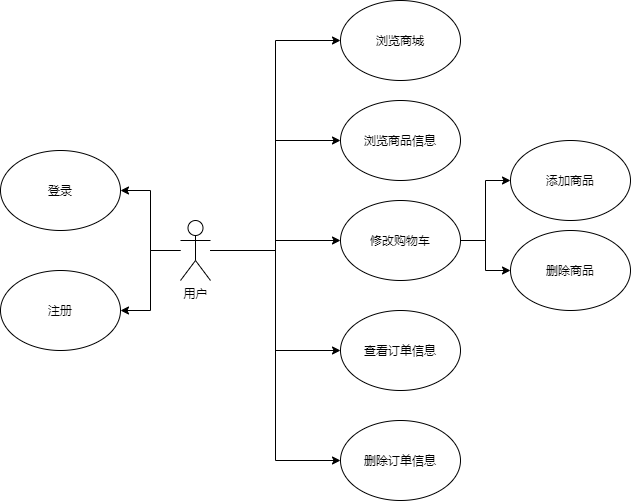 浏览商城
浏览商品信息
添加商品
登录
修改购物车
删除商品
用户
注册
查看订单信息
删除订单信息